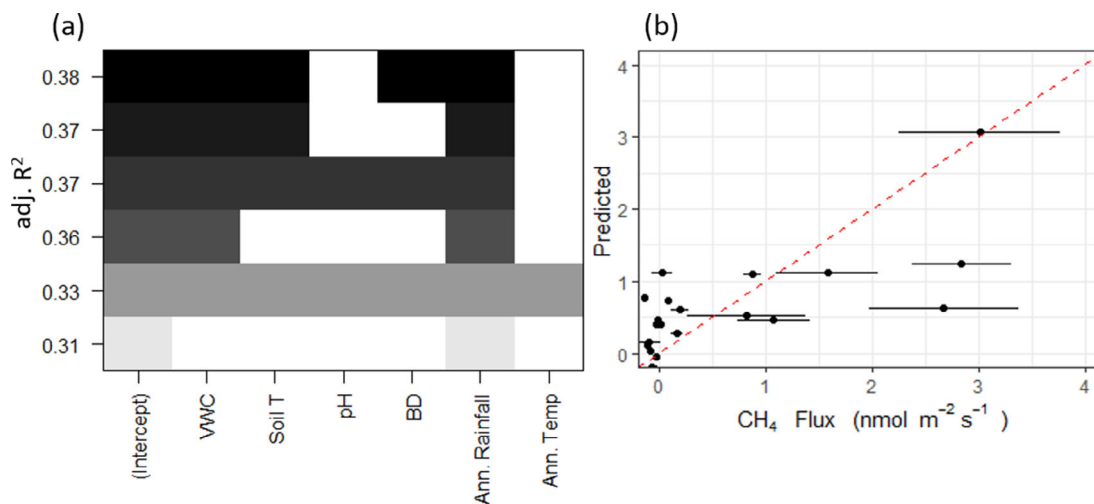 (a)
adj. R²
0.38
0.37
0.37
0.36
0.33
0.31
(Intercept)
VWC
Soil T
pH
BD
Ann. Rainfall
Ann. Temp
(b)
Predicted
4
3
2
1
0
0 1 2 3 4
CH₄ Flux (nmol m⁻² s⁻¹ )